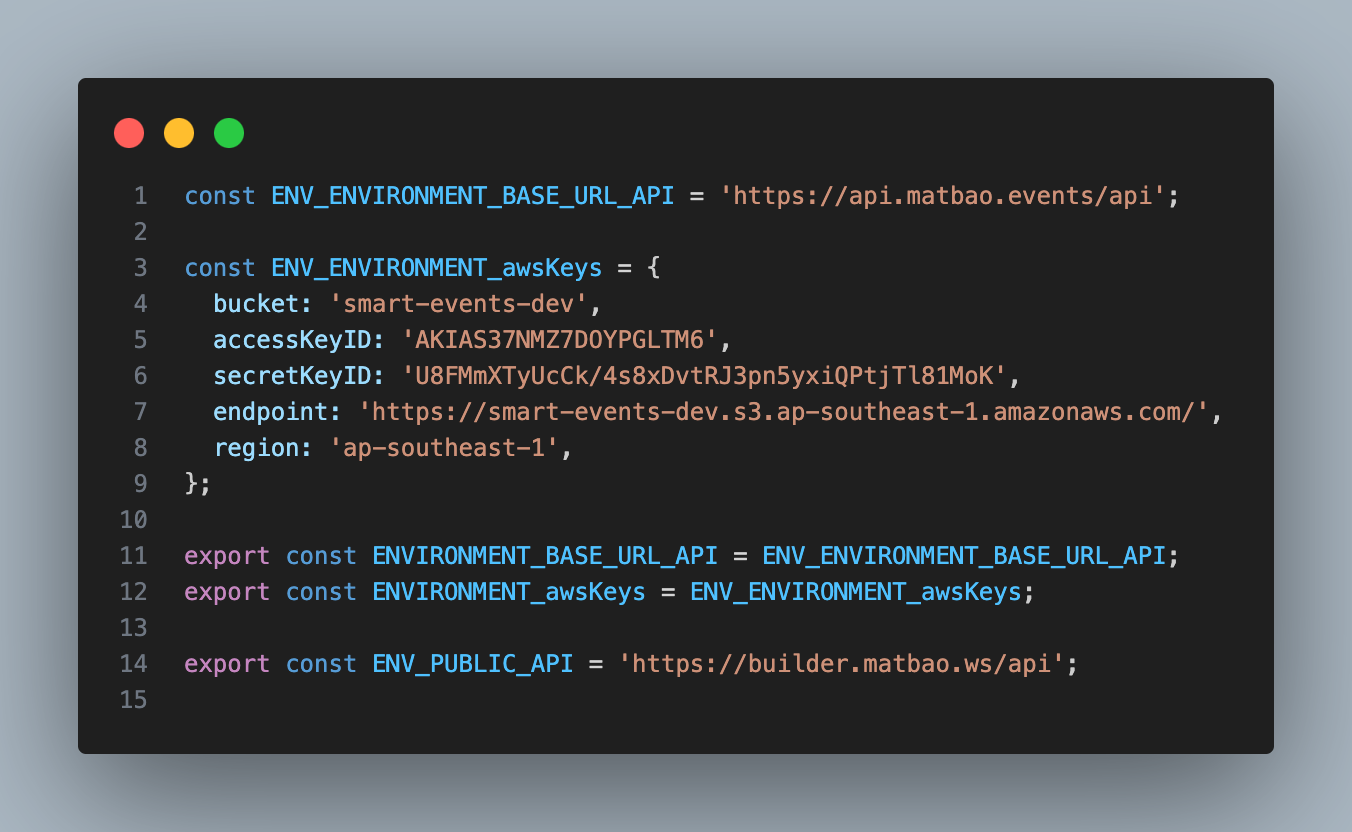 1 const ENV_ENVIRONMENT_BASE_URL_API = 'https://api.matbao.events/api';
2
3 const ENV_ENVIRONMENT_awsKeys = {
4   bucket: 'smart-events-dev',
5   accessKeyID: 'AKIAS37NMZ7DOYPGLTM6',
6   secretKeyID: 'U8FMmXTyUcCk/4s8xDvtRJ3pn5yxiQPtjTl81MoK',
7   endpoint: 'https://smart-events-dev.s3.ap-southeast-1.amazonaws.com/',
8   region: 'ap-southeast-1',
9 };
10
11 export const ENVIRONMENT_BASE_URL_API = ENV_ENVIRONMENT_BASE_URL_API;
12 export const ENVIRONMENT_awsKeys = ENV_ENVIRONMENT_awsKeys;
13
14 export const ENV_PUBLIC_API = 'https://builder.matbao.ws/api';
15